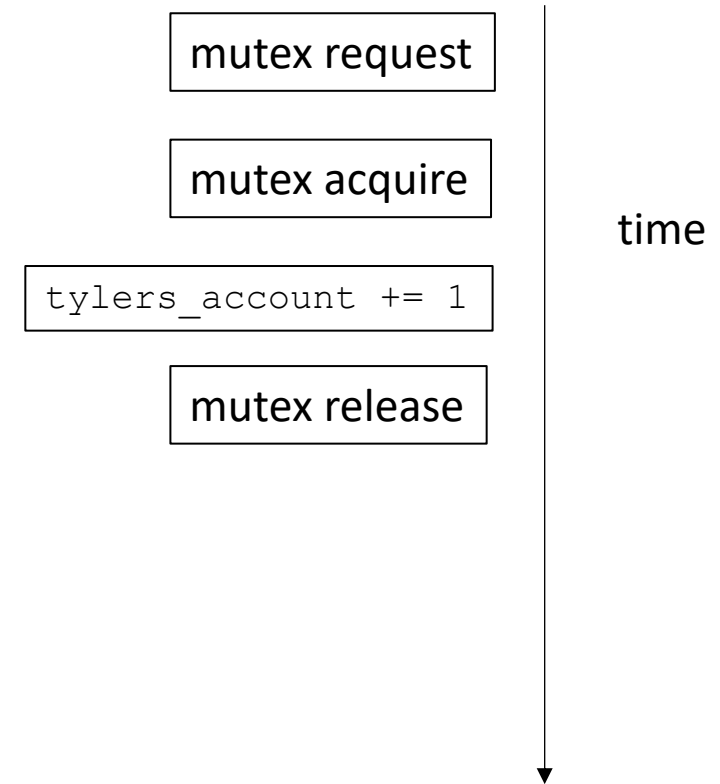 mutex request
mutex acquire
time
tylers_account += 1
mutex release